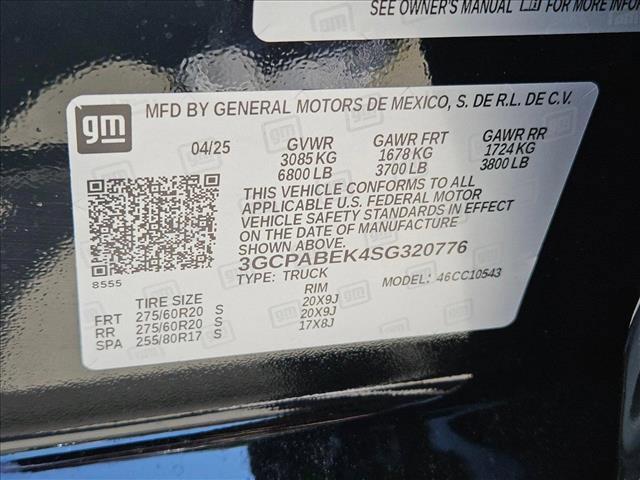 SEE OWNER'S MANUAL FOR MORE INFO
gm
MFD BY GENERAL MOTORS DE MEXICO, S. DE R.L. DE C.V.
04/25 GVWR GAWR FRT GAWR RR
3085 KG 1678 KG 1724 KG
6800 LB 3700 LB 3800 LB
THIS VEHICLE CONFORMS TO ALL
APPLICABLE U.S. FEDERAL MOTOR
VEHICLE SAFETY STANDARDS IN EFFECT
ON THE DATE OF MANUFACTURE
SHOWN ABOVE.
3GCPABEK4SG320776
8555
TYPE: TRUCK MODEL: 46CC10543
TIRE SIZE RIM
FRT 275/60R20 S 20X9J
RR 275/60R20 S 20X9J
SPA 255/80R17 S 17X8J